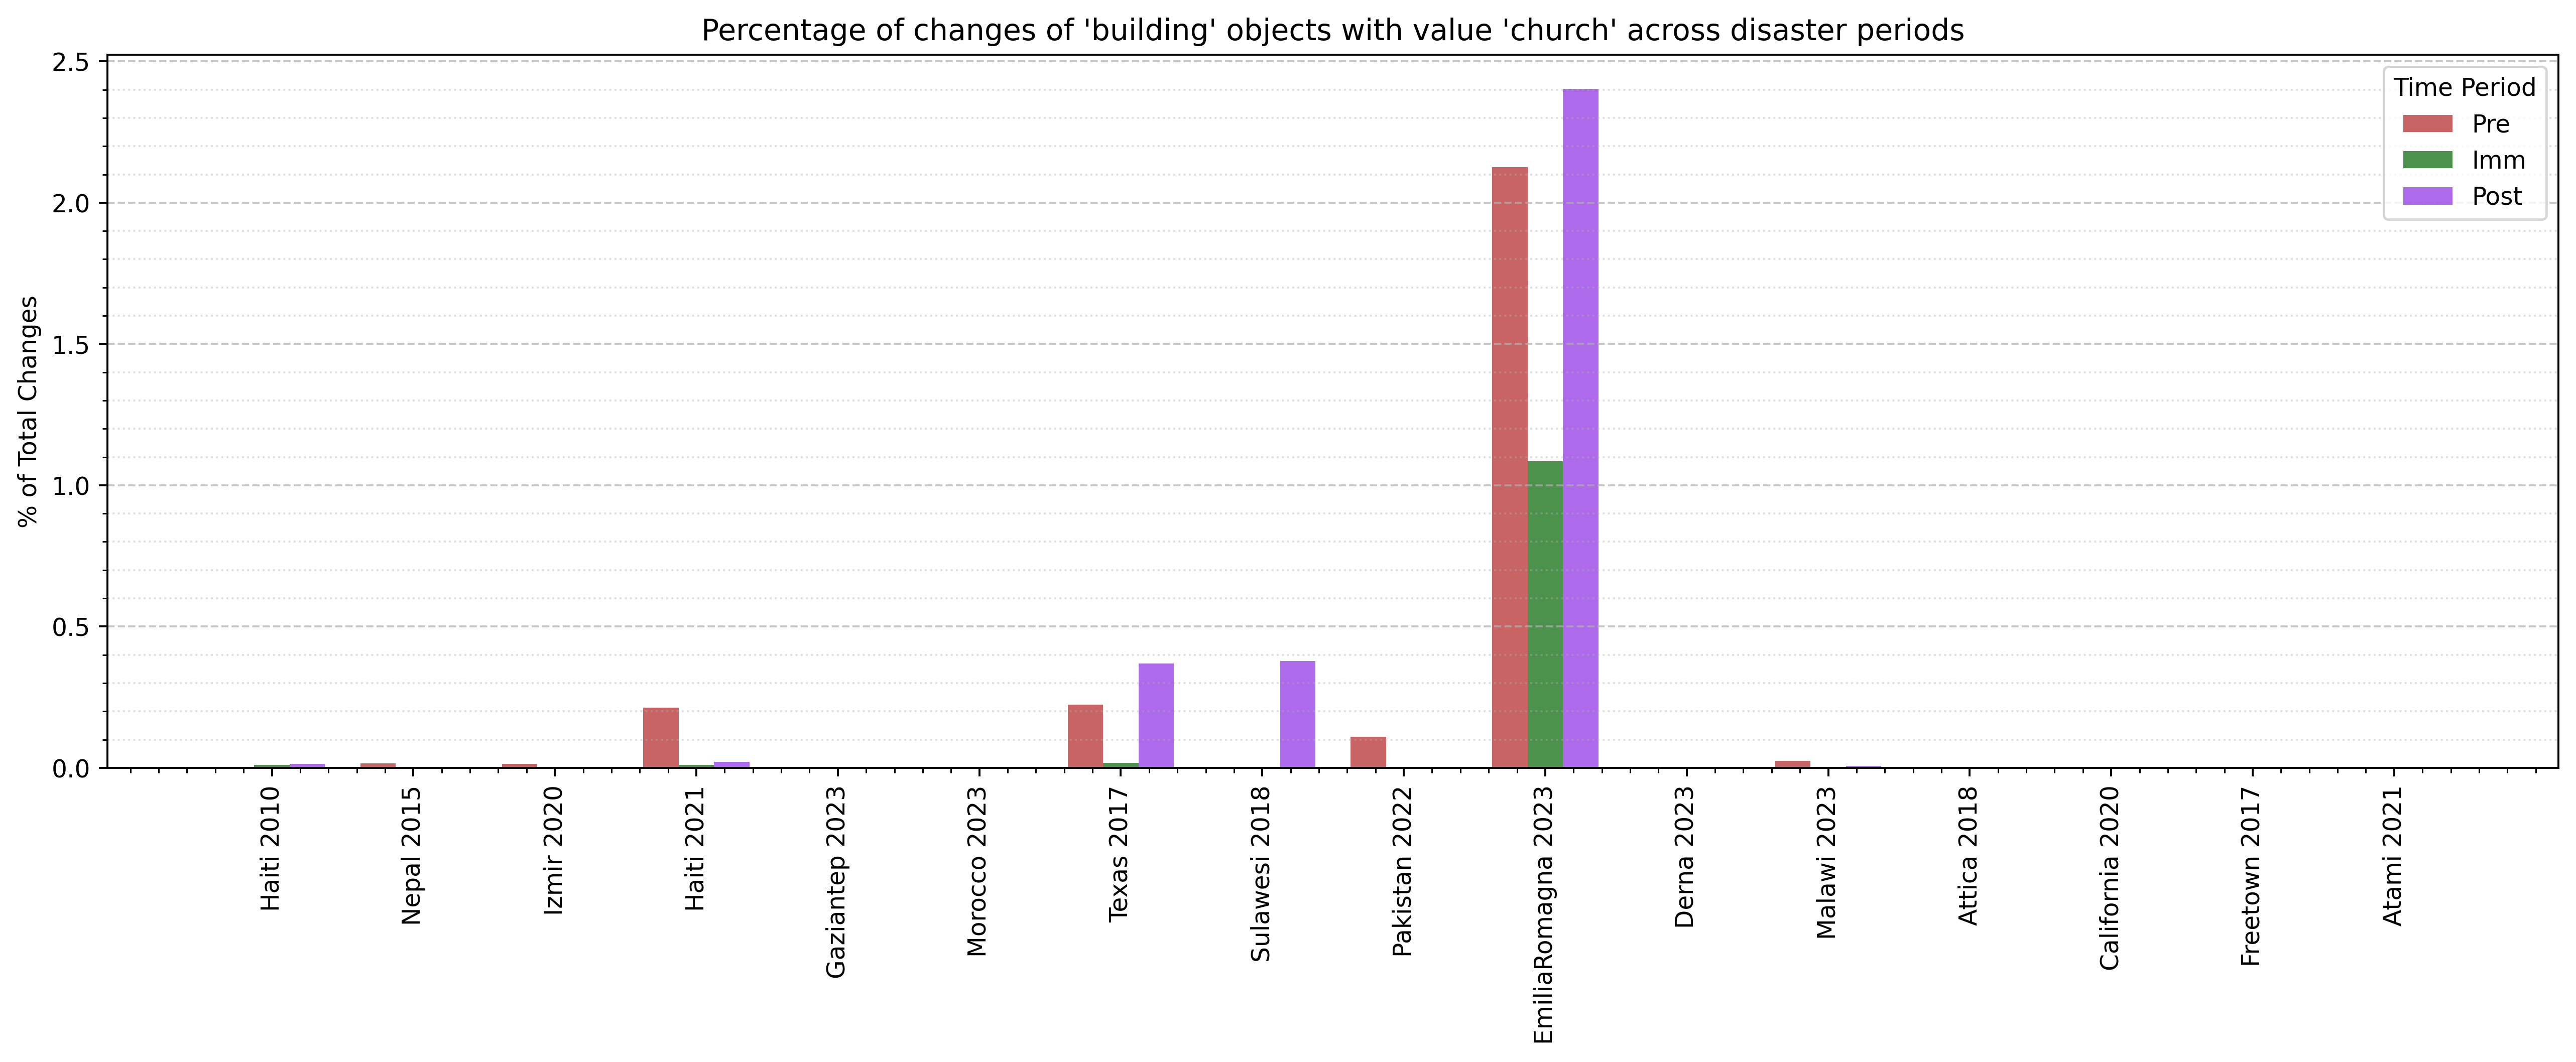 Percentage of changes of 'building' objects with value 'church' across disaster periods
% of Total Changes
2.5
2.0
1.5
1.0
0.5
0.0
Time Period
Pre
Imm
Post
Haiti 2010
Nepal 2015
Izmir 2020
Haiti 2021
Gaziantep 2023
Morocco 2023
Texas 2017
Sulawesi 2018
Pakistan 2022
EmiliaRomagna 2023
Derna 2023
Malawi 2023
Attica 2018
California 2020
Freetown 2017
Atami 2021